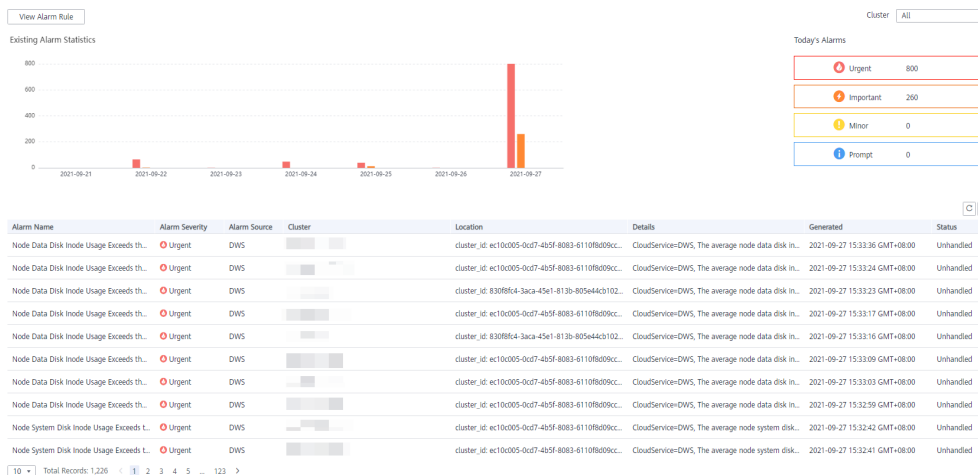 View Alarm Rule
Cluster All
Existing Alarm Statistics
Today's Alarms
800
600
400
200
0
2021-09-21 2021-09-22 2021-09-23 2021-09-24 2021-09-25 2021-09-26 2021-09-27
Urgent 800
Important 260
Minor 0
Prompt 0
Alarm Name Alarm Severity Alarm Source Cluster Location Details Generated Status
Node Data Disk Inode Usage Exceeds th... Urgent DWS cluster_id: ec10c005-0cd7-4b5f-8083-6110f8d09cc... CloudService=DWS, The average node data disk in... 2021-09-27 15:33:36 GMT+08:00 Unhandled
Node Data Disk Inode Usage Exceeds th... Urgent DWS cluster_id: ec10c005-0cd7-4b5f-8083-6110f8d09cc... CloudService=DWS, The average node data disk in... 2021-09-27 15:33:24 GMT+08:00 Unhandled
Node Data Disk Inode Usage Exceeds th... Urgent DWS cluster_id: 830f8fc4-3aca-45e1-813b-805e44cb102... CloudService=DWS, The average node data disk in... 2021-09-27 15:33:23 GMT+08:00 Unhandled
Node Data Disk Inode Usage Exceeds th... Urgent DWS cluster_id: ec10c005-0cd7-4b5f-8083-6110f8d09cc... CloudService=DWS, The average node data disk in... 2021-09-27 15:33:17 GMT+08:00 Unhandled
Node Data Disk Inode Usage Exceeds th... Urgent DWS cluster_id: 830f8fc4-3aca-45e1-813b-805e44cb102... CloudService=DWS, The average node data disk in... 2021-09-27 15:33:16 GMT+08:00 Unhandled
Node Data Disk Inode Usage Exceeds th... Urgent DWS cluster_id: ec10c005-0cd7-4b5f-8083-6110f8d09cc... CloudService=DWS, The average node data disk in... 2021-09-27 15:33:09 GMT+08:00 Unhandled
Node Data Disk Inode Usage Exceeds th... Urgent DWS cluster_id: ec10c005-0cd7-4b5f-8083-6110f8d09cc... CloudService=DWS, The average node data disk in... 2021-09-27 15:33:03 GMT+08:00 Unhandled
Node Data Disk Inode Usage Exceeds th... Urgent DWS cluster_id: ec10c005-0cd7-4b5f-8083-6110f8d09cc... CloudService=DWS, The average node data disk in... 2021-09-27 15:32:59 GMT+08:00 Unhandled
Node System Disk Inode Usage Exceeds t... Urgent DWS cluster_id: ec10c005-0cd7-4b5f-8083-6110f8d09cc... CloudService=DWS, The average node system disk... 2021-09-27 15:32:42 GMT+08:00 Unhandled
Node System Disk Inode Usage Exceeds t... Urgent DWS cluster_id: ec10c005-0cd7-4b5f-8083-6110f8d09cc... CloudService=DWS, The average node system disk... 2021-09-27 15:32:41 GMT+08:00 Unhandled
10 Total Records: 1,226 < 1 2 3 4 5 ... 123 >